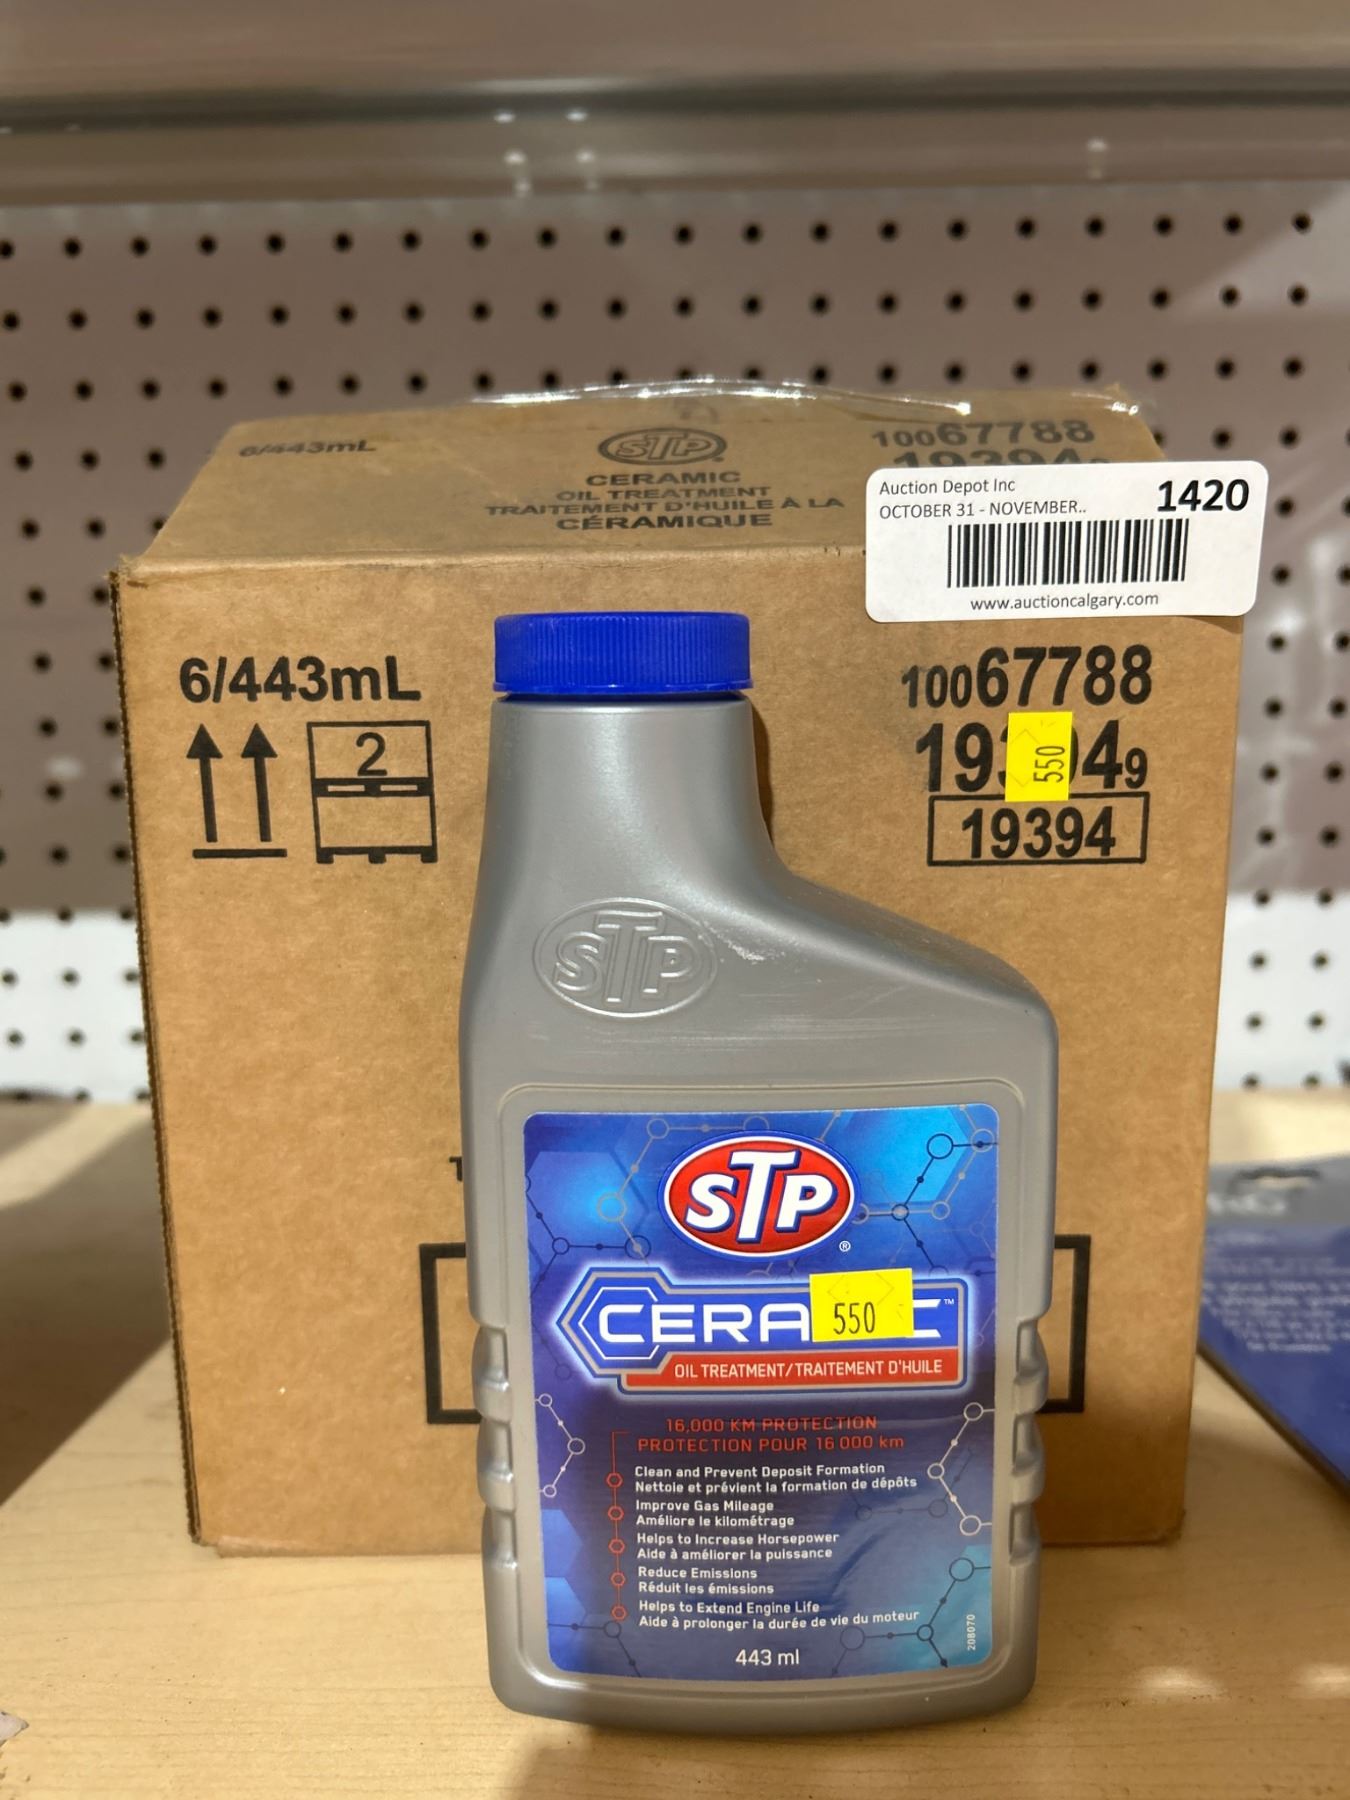 6/443mL
STP
CERAMIC
OIL TREATMENT
TRAITEMENT D'HUILE À LA
CÉRAMIQUE
10067788
Auction Depot Inc
1420
OCTOBER 31 - NOVEMBER..
www.auctioncalgary.com
6/443mL
2
10067788
550
19394
STP
STP
®
550
OIL TREATMENT/TRAITEMENT D'HUILE
16,000 KM PROTECTION
PROTECTION POUR 16 000 km
Clean and Prevent Deposit Formation
Nettoie et prévient la formation de dépôts
Improve Gas Mileage
Améliore le kilométrage
Helps to Increase Horsepower
Aide à améliorer la puissance
Reduce Emissions
Réduit les émissions
Helps to Extend Engine Life
Aide à prolonger la durée de vie du moteur
443 ml
208070